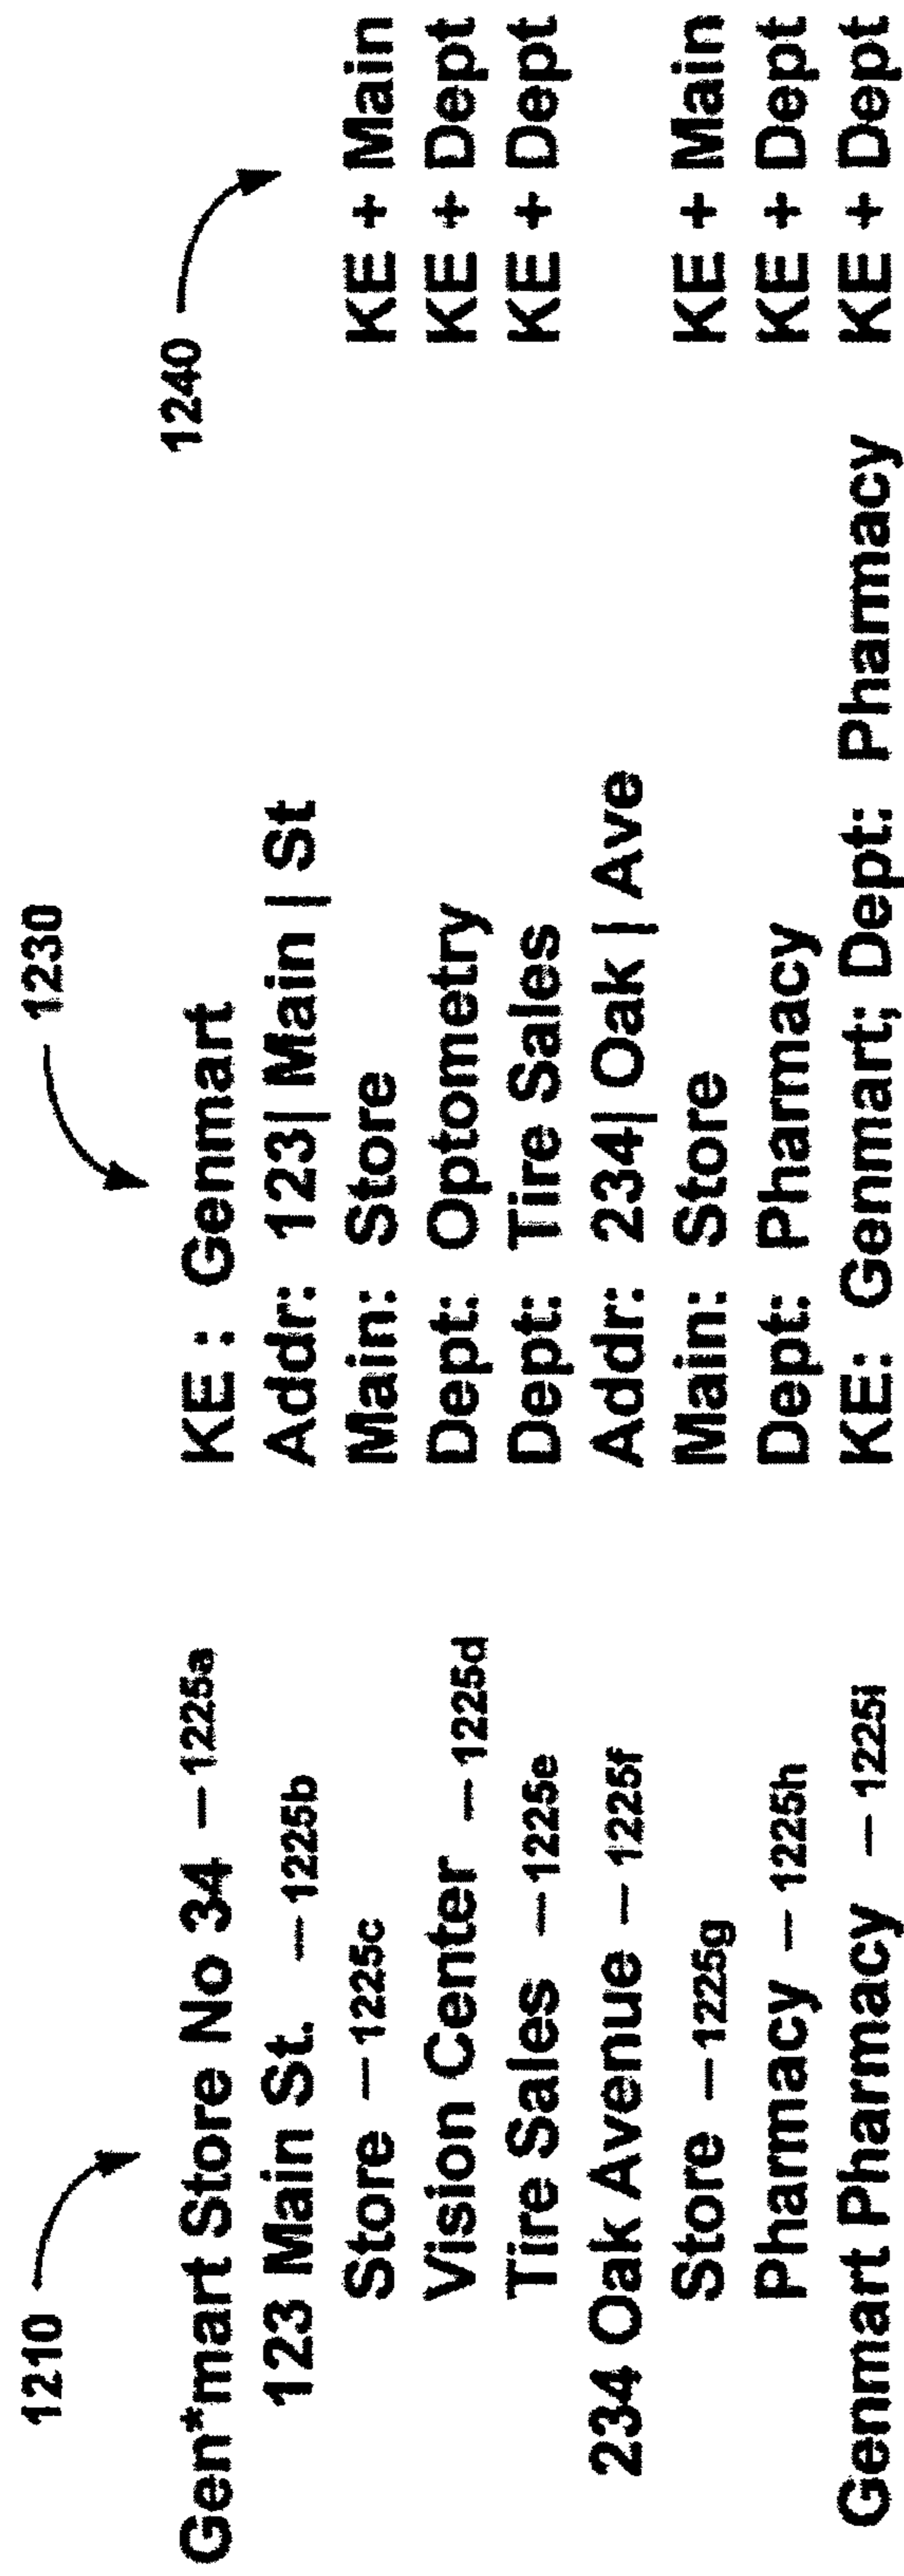 1210
1230
1240
Gen*mart Store No 34 – 1225a KE : Genmart
123 Main St. – 1225b Addr: 123| Main | St
Store – 1225c Main: Store KE + Main
Vision Center – 1225d Dept: Optometry KE + Dept
Tire Sales – 1225e Dept: Tire Sales KE + Dept
234 Oak Avenue – 1225f Addr: 234| Oak | Ave
Store – 1225g Main: Store KE + Main
Pharmacy – 1225h Dept: Pharmacy KE + Dept
Genmart Pharmacy – 1225i KE: Genmart; Dept: Pharmacy KE + Dept